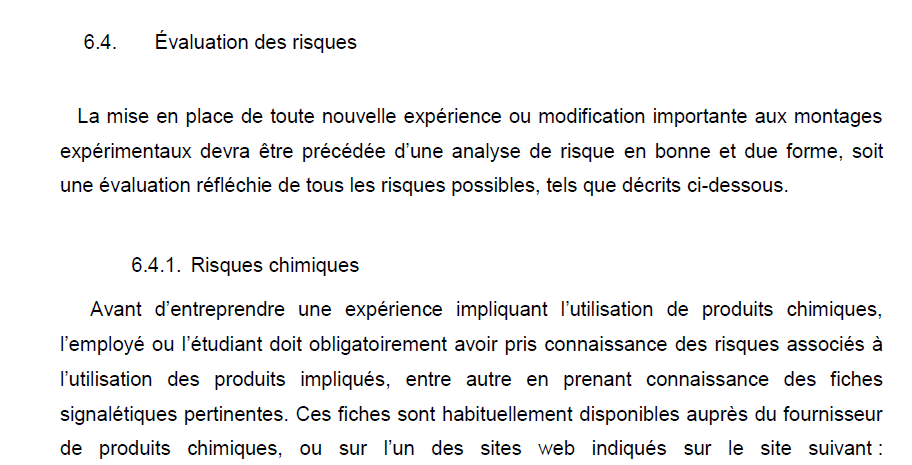 6.4. Évaluation des risques
La mise en place de toute nouvelle expérience ou modification importante aux montages
expérimentaux devra être précédée d’une analyse de risque en bonne et due forme, soit
une évaluation réfléchie de tous les risques possibles, tels que décrits ci-dessous.
6.4.1. Risques chimiques
Avant d’entreprendre une expérience impliquant l’utilisation de produits chimiques,
l’employé ou l’étudiant doit obligatoirement avoir pris connaissance des risques associés à
l’utilisation des produits impliqués, entre autre en prenant connaissance des fiches
signalétiques pertinentes. Ces fiches sont habituellement disponibles auprès du fournisseur
de produits chimiques, ou sur l’un des sites web indiqués sur le site suivant :